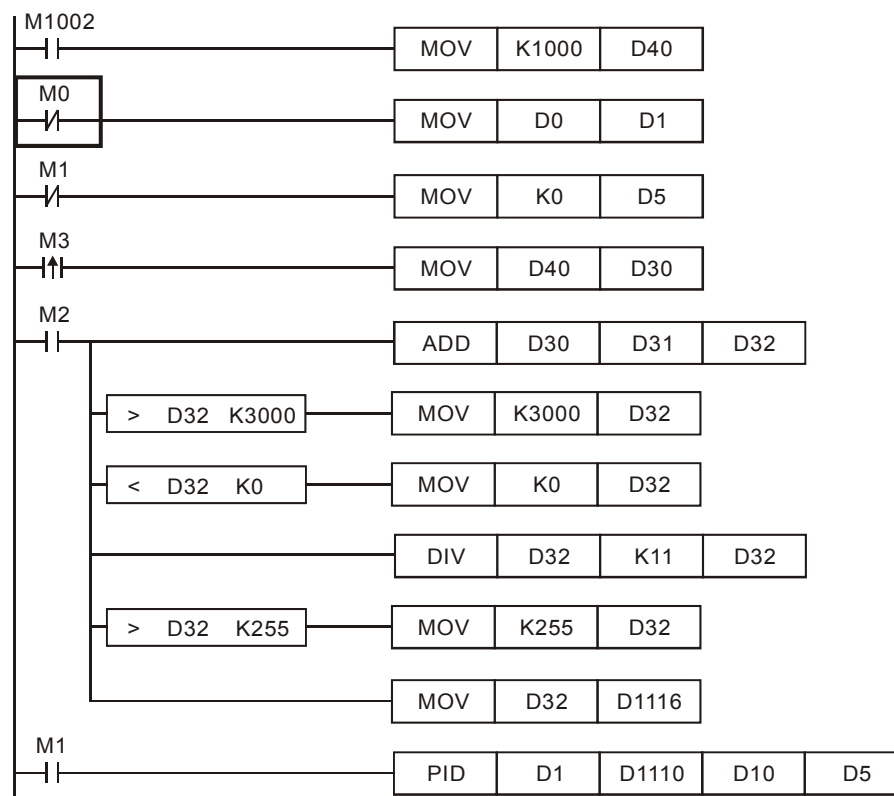 M1002
MOV K1000 D40
M0
MOV D0 D1
M1
MOV K0 D5
M3
MOV D40 D30
M2
ADD D30 D31 D32
> D32 K3000 MOV K3000 D32
< D32 K0 MOV K0 D32
DIV D32 K11 D32
> D32 K255 MOV K255 D32
MOV D32 D1116
M1
PID D1 D1110 D10 D5